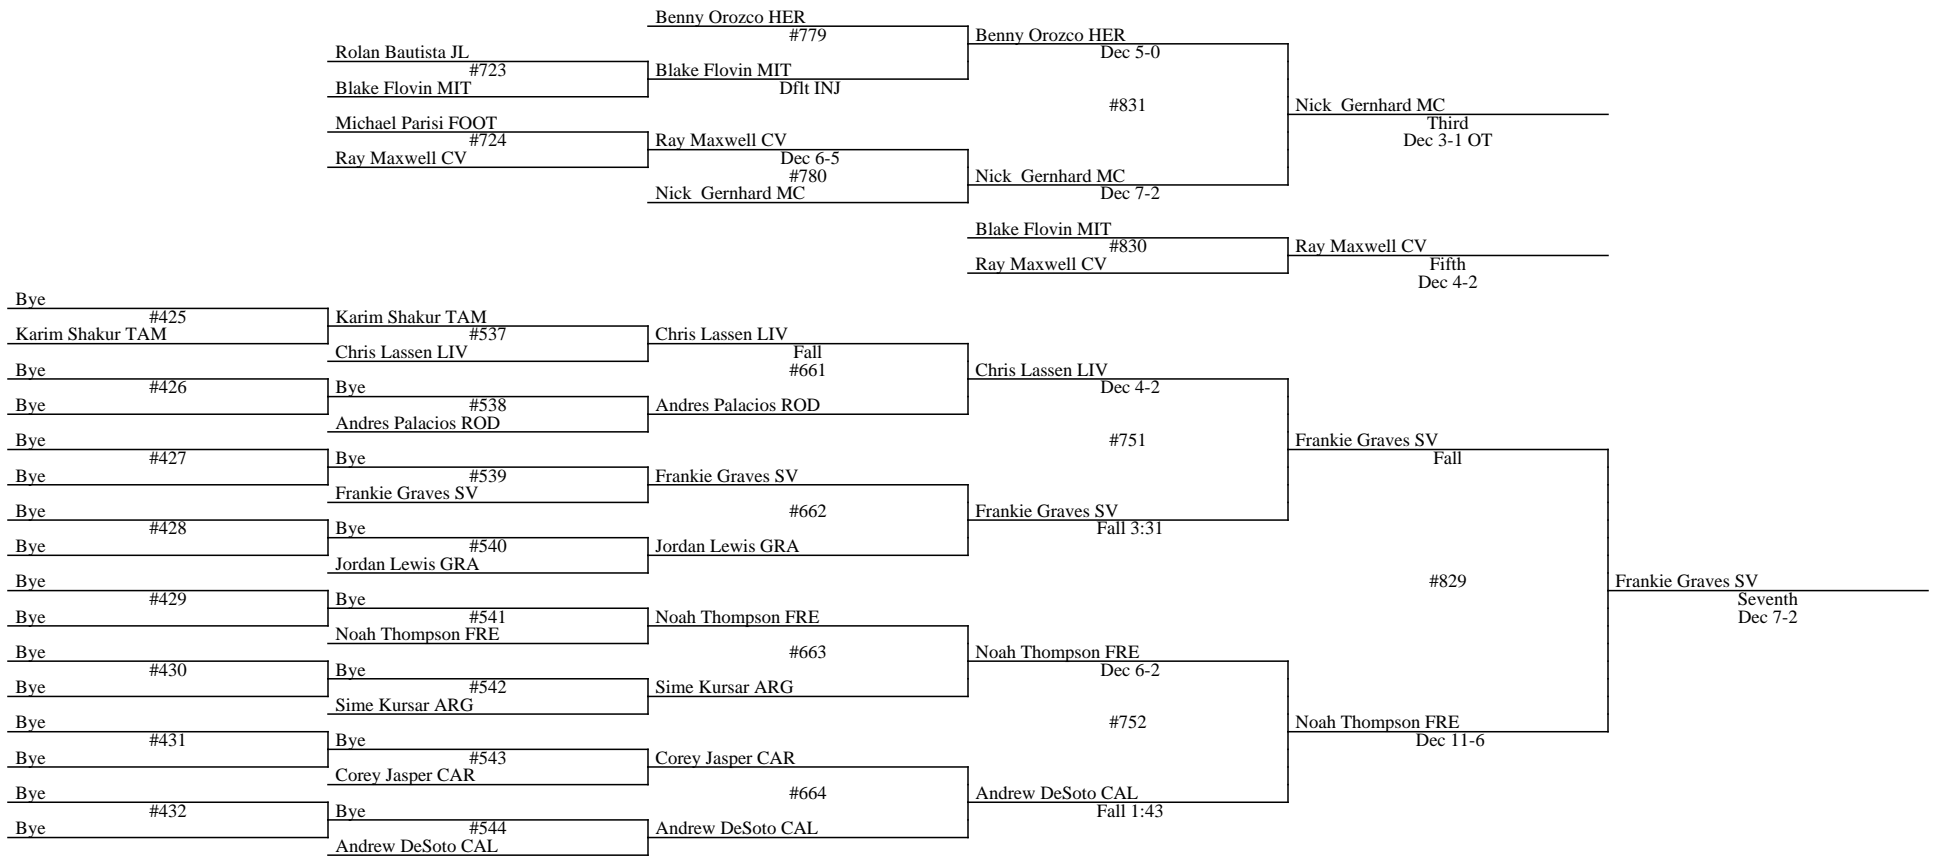 Benny Orozco HER
#779
Rolan Bautista JL
#723
Blake Flovin MIT
Blake Flovin MIT
Dflt INJ
Benny Orozco HER
Dec 5-0
Michael Parisi FOOT
#724
Ray Maxwell CV
Ray Maxwell CV
Dec 6-5
#780
Nick  Gernhard MC
Nick  Gernhard MC
Dec 7-2
#831
Nick  Gernhard MC
Third
Dec 3-1 OT
Blake Flovin MIT
#830
Ray Maxwell CV
Ray Maxwell CV
Fifth
Dec 4-2
Bye
#425
Karim Shakur TAM
Bye
#426
Bye
Bye
#427
Bye
Bye
#428
Bye
Bye
#429
Bye
Bye
#430
Bye
Bye
#431
Bye
Bye
#432
Bye
Karim Shakur TAM
#537
Chris Lassen LIV
Bye
#538
Andres Palacios ROD
Bye
#539
Frankie Graves SV
Bye
#540
Jordan Lewis GRA
Bye
#541
Noah Thompson FRE
Bye
#542
Sime Kursar ARG
Bye
#543
Corey Jasper CAR
Bye
#544
Andrew DeSoto CAL
Chris Lassen LIV
Fall
#661
Andres Palacios ROD
Frankie Graves SV
#662
Jordan Lewis GRA
Noah Thompson FRE
#663
Sime Kursar ARG
Corey Jasper CAR
#664
Andrew DeSoto CAL
Chris Lassen LIV
Dec 4-2
#751
Frankie Graves SV
Fall 3:31
Noah Thompson FRE
Dec 6-2
#752
Andrew DeSoto CAL
Fall 1:43
Frankie Graves SV
Fall
#829
Noah Thompson FRE
Dec 11-6
Frankie Graves SV
Seventh
Dec 7-2